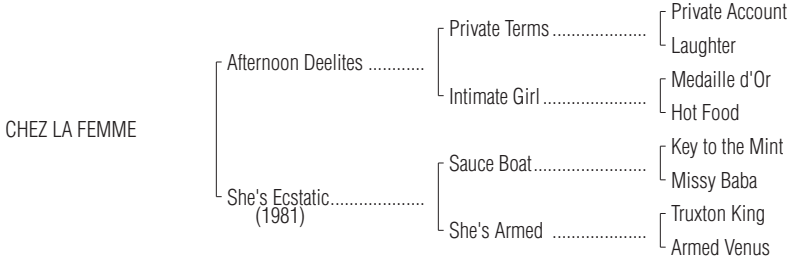 Private Account
Private Terms .....................
Laughter
Afternoon Deelites ............
Medaille d'Or
Intimate Girl .......................
Hot Food
CHEZ LA FEMME
Key to the Mint
Sauce Boat.........................
Missy Baba
She's Ecstatic.....................
(1981)
Truxton King
She's Armed .....................
Armed Venus